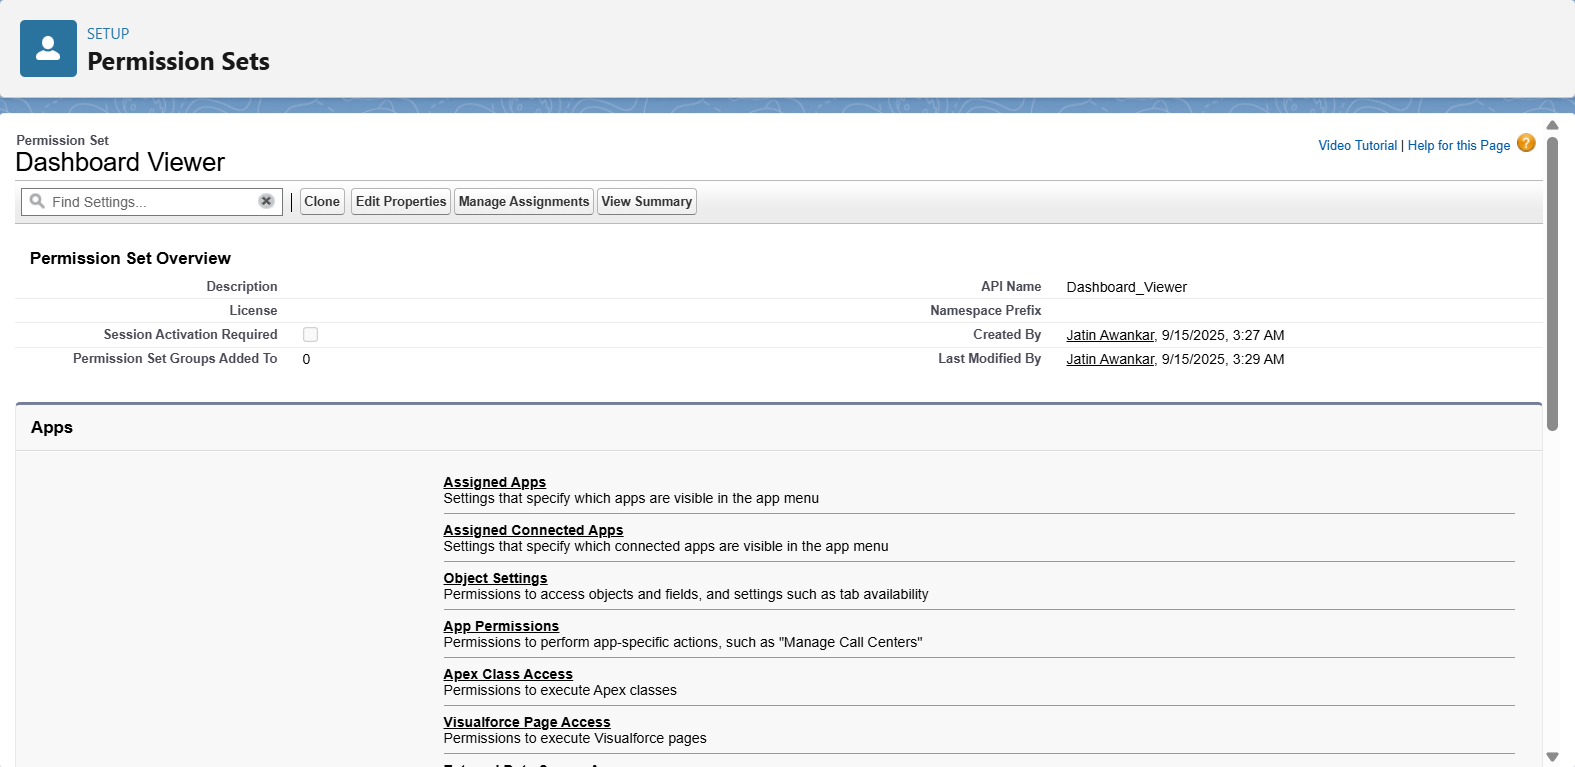 SETUP
Permission Sets
Permission Set
Dashboard Viewer
Video Tutorial | Help for this Page ?
Find Settings...
Clone
Edit Properties
Manage Assignments
View Summary
Permission Set Overview
Description
API Name Dashboard_Viewer
License
Namespace Prefix
Session Activation Required
Created By Jatin Awankar, 9/15/2025, 3:27 AM
Permission Set Groups Added To 0
Last Modified By Jatin Awankar, 9/15/2025, 3:29 AM
Apps
Assigned Apps
Settings that specify which apps are visible in the app menu
Assigned Connected Apps
Settings that specify which connected apps are visible in the app menu
Object Settings
Permissions to access objects and fields, and settings such as tab availability
App Permissions
Permissions to perform app-specific actions, such as "Manage Call Centers"
Apex Class Access
Permissions to execute Apex classes
Visualforce Page Access
Permissions to execute Visualforce pages